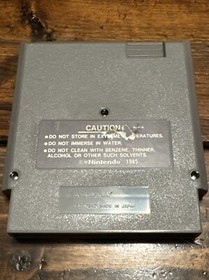 CAUTION
●DO NOT STORE IN EXTREME TEMPERATURES.
●DO NOT IMMERSE IN WATER.
●DO NOT CLEAN WITH BENZENE, THINNER,
ALCOHOL OR OTHER SUCH SOLVENTS.
©Nintendo 1985
MADE IN JAPAN